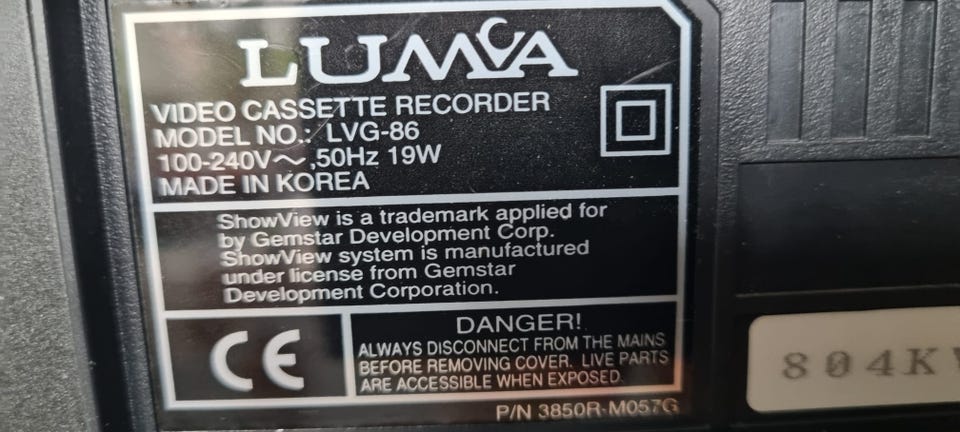 LUMCA
VIDEO CASSETTE RECORDER
MODEL NO.: LVG-86
100-240V～,50Hz 19W
MADE IN KOREA
ShowView is a trademark applied for
by Gemstar Development Corp.
ShowView system is manufactured
under license from Gemstar
Development Corporation.
CE
DANGER!
ALWAYS DISCONNECT FROM THE MAINS
BEFORE REMOVING COVER. LIVE PARTS
ARE ACCESSIBLE WHEN EXPOSED.
P/N 3850R-M057G
804K